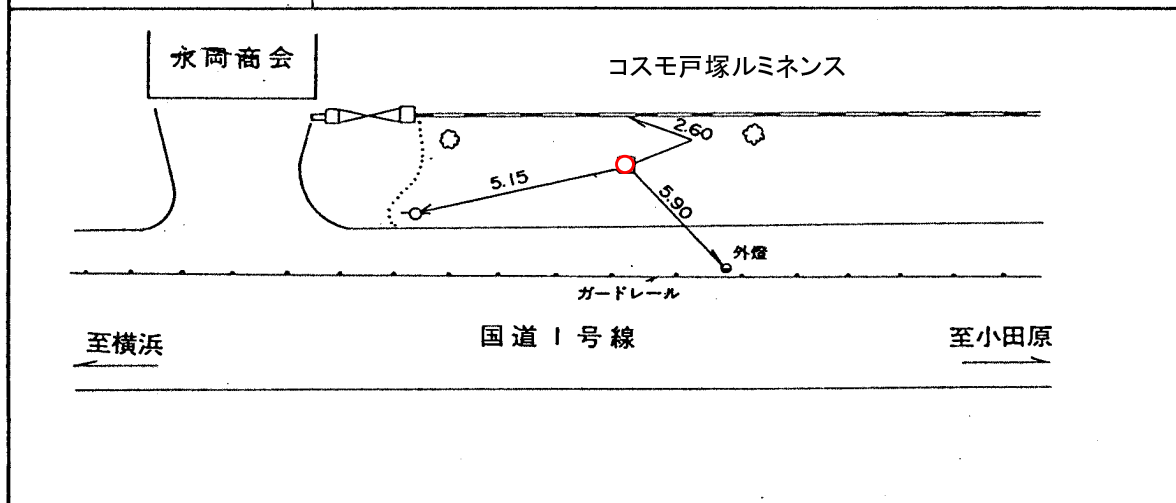 永岡商会
コスモ戸塚ルミネンス
2.60
5.15
5.90
外燈
ガードレール
国道1号線
至横浜
至小田原